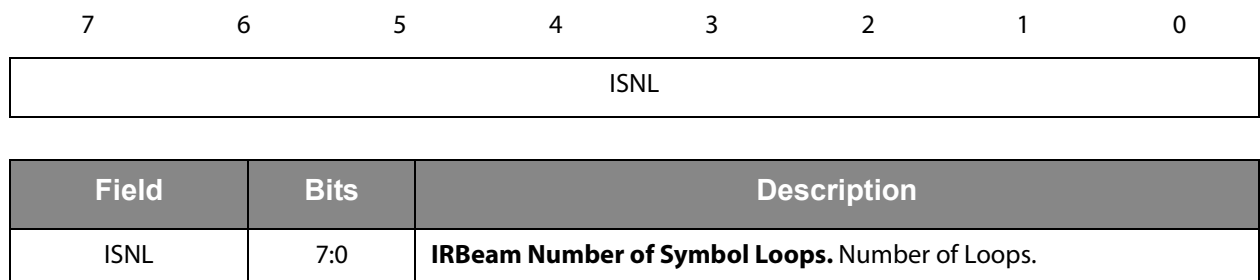 7 6 5 4 3 2 1 0
ISNL
Field Bits Description
ISNL 7:0 IRBeam Number of Symbol Loops. Number of Loops.